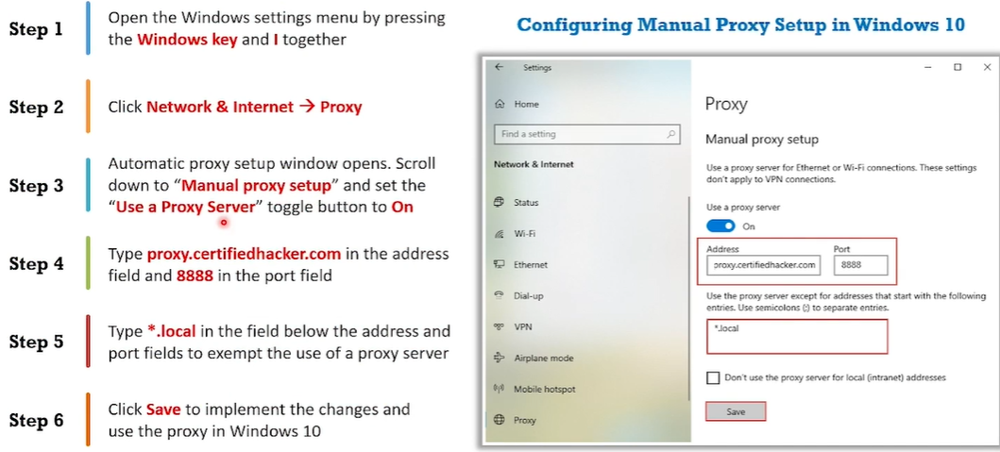 Step 1
Open the Windows settings menu by pressing
the Windows key and I together
Step 2
Click Network & Internet → Proxy
Step 3
Automatic proxy setup window opens. Scroll
down to “Manual proxy setup” and set the
“Use a Proxy Server” toggle button to On
Step 4
Type proxy.certifiedhacker.com in the address
field and 8888 in the port field
Step 5
Type *.local in the field below the address and
port fields to exempt the use of a proxy server
Step 6
Click Save to implement the changes and
use the proxy in Windows 10
Configuring Manual Proxy Setup in Windows 10
Settings
Home
Find a setting
Network & Internet
Status
Wi-Fi
Ethernet
Dial-up
VPN
Airplane mode
Mobile hotspot
Proxy
Proxy
Manual proxy setup
Use a proxy server for Ethernet or Wi-Fi connections. These settings
don't apply to VPN connections.
Use a proxy server
On
Address Port
proxy.certifiedhacker.com 8888
Use the proxy server except for addresses that start with the following
entries. Use semicolons (;) to separate entries.
*.local
Don't use the proxy server for local (intranet) addresses
Save